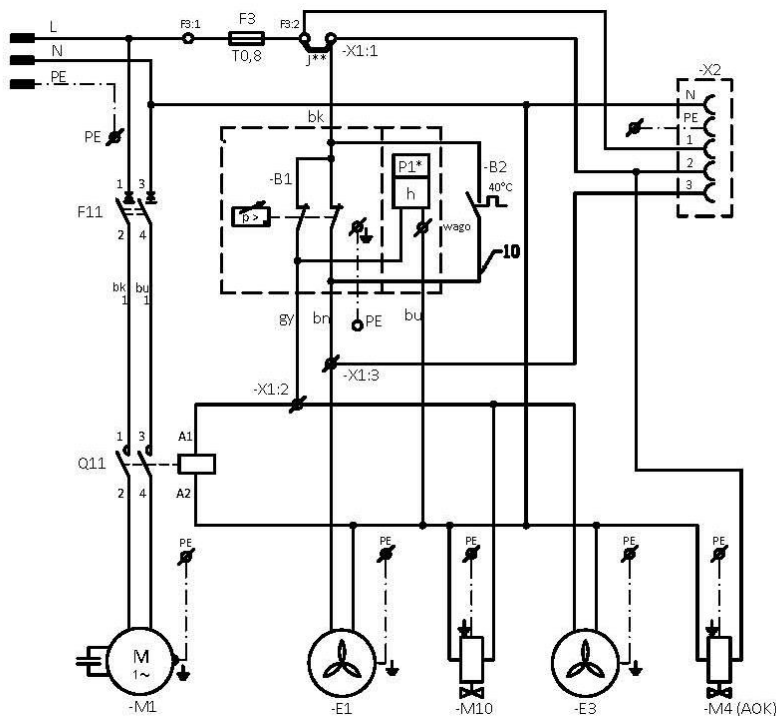 L F3:1 F3 F3:2
T0,8 J** -X1:1
N
PE -X2
N
PE
PE
1
2
3
bk
-B1 P1* -B2
h 40°C
p >
wago
10
1 3
F11
2 4
bk bu
1 1
gy bn PE bu
-X1:3
-X1:2
1 3 A1
Q11
2 4 A2
PE PE PE PE PE
M
1~
-M1 -E1 -M10 -E3 -M4 (AOK)